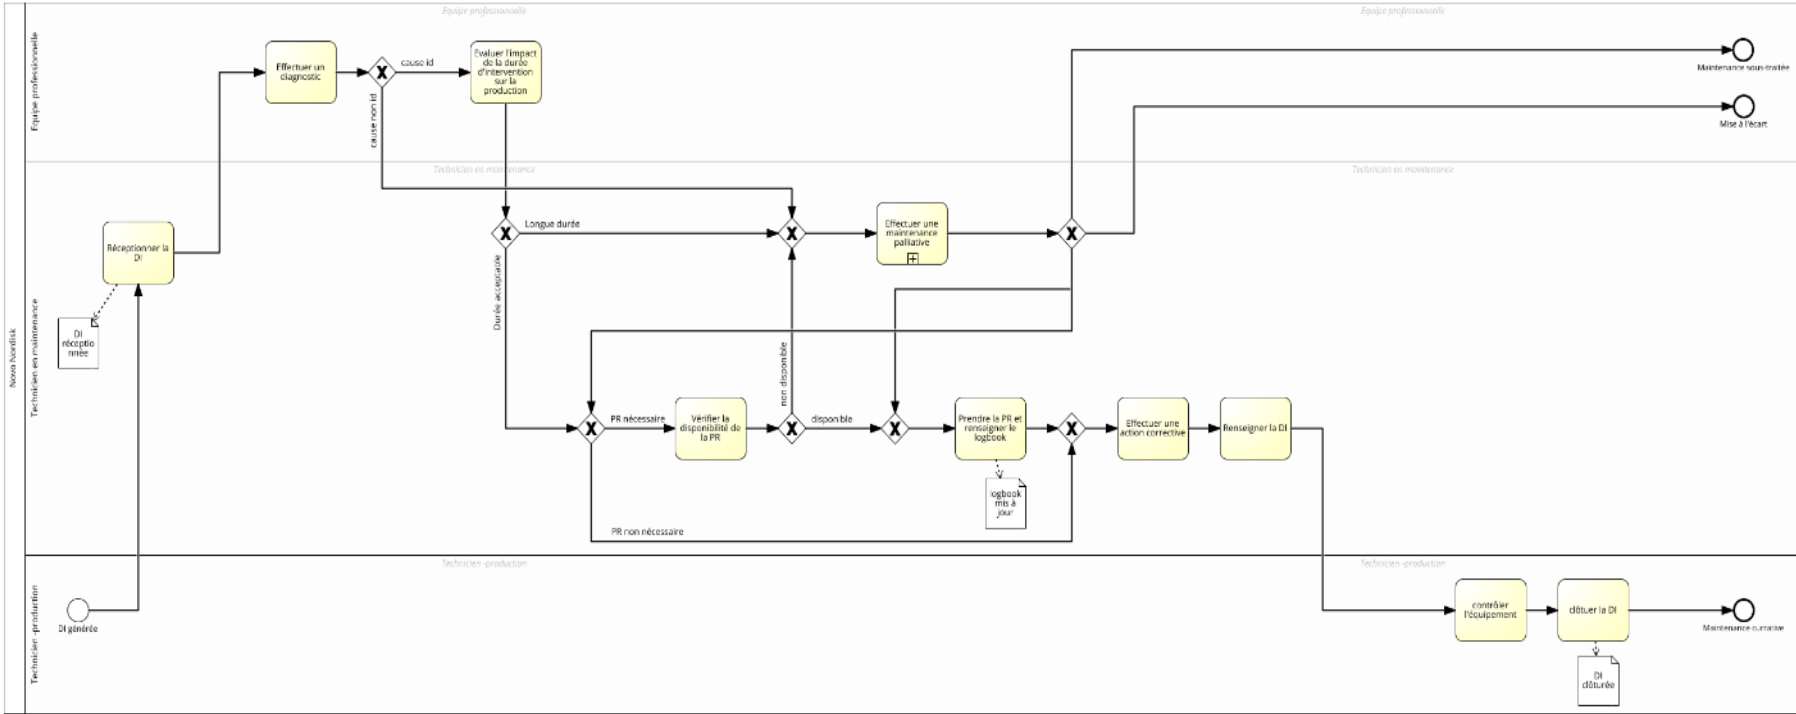 Novo Nordisk
Equipe professionnelle
Equipe professionnelle
Equipe professionnelle
Effectuer un
diagnostic
cause id
cause non id
Evaluer l'impact
de la durée
d'intervention
sur la
production
Maintenance sous-traitée
Mise à l'écart
Technicien en maintenance
Technicien en maintenance
Technicien en maintenance
Réceptionner la
DI
DI
réceptio
nnée
Longue durée
Durée acceptable
Effectuer une
maintenance
palliative
non disponible
PR nécessaire
Vérifier la
disponibilité de
la PR
disponible
Prendre la PR et
renseigner le
logbook
logbook
mis à
jour
Effectuer une
action corrective
Renseigner la DI
PR non nécessaire
Technicien -production
Technicien -production
Technicien -production
DI générée
contrôler
l'équipement
clôtuer la DI
Maintenance currative
DI
clôturée